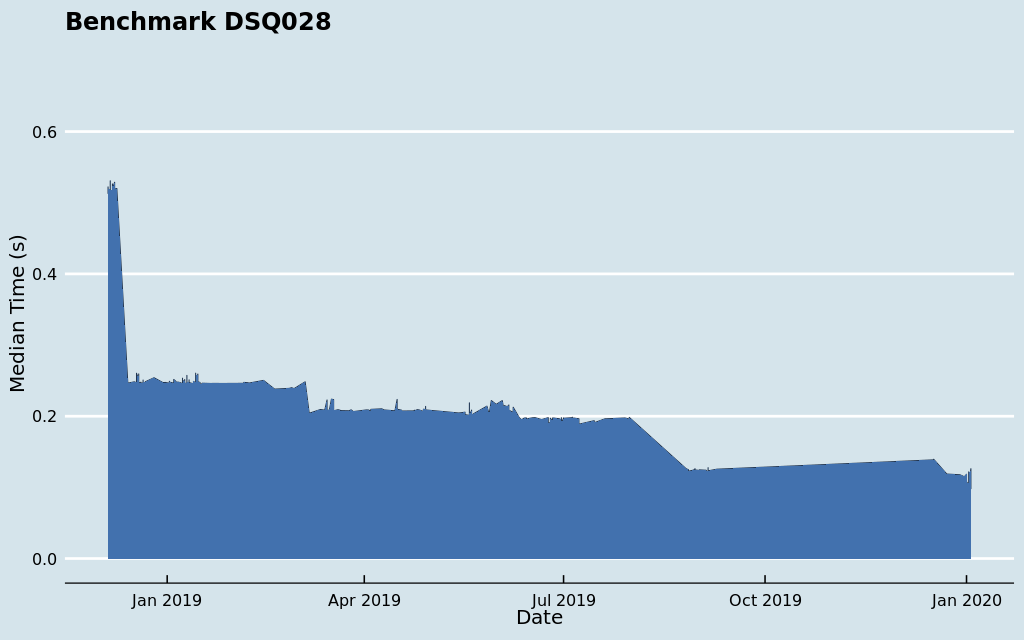 Benchmark DSQ028
Median Time (s)
0.6
0.4
0.2
0.0
Jan 2019
Apr 2019
Jul 2019
Oct 2019
Jan 2020
Date